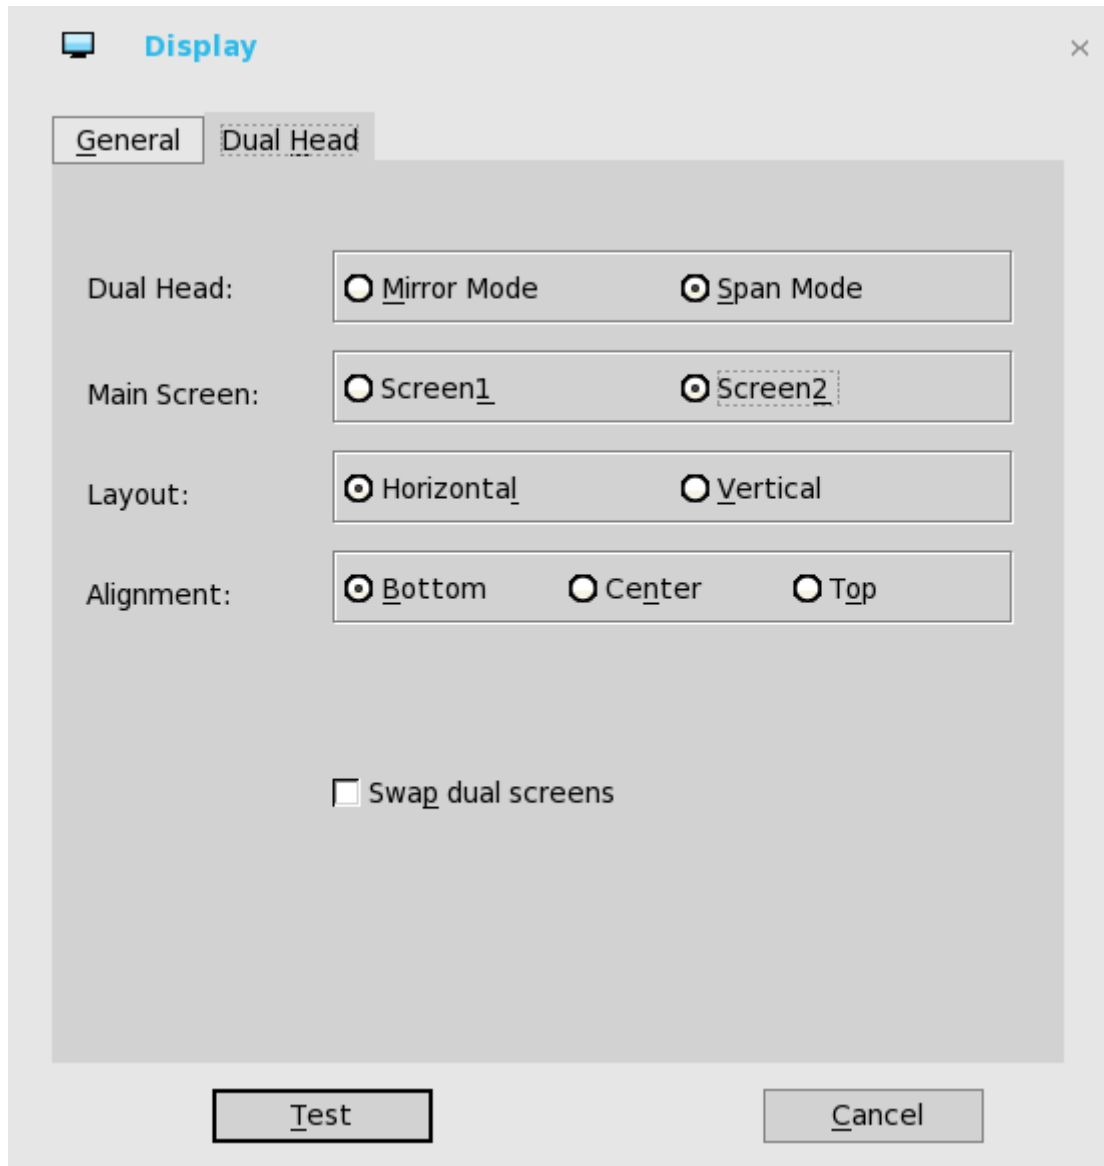 Display
General Dual Head
Dual Head: Mirror Mode Span Mode
Main Screen: Screen1 Screen2
Layout: Horizontal Vertical
Alignment: Bottom Center Top
Swap dual screens
Test Cancel